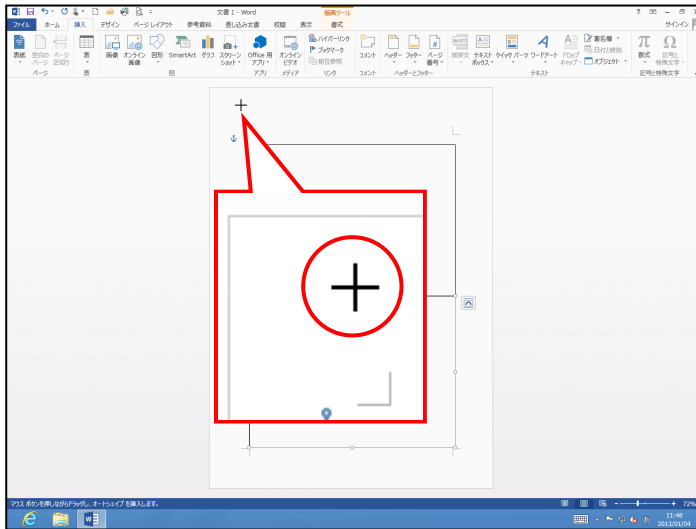 文書 1 - Word
描画ツール
ファイル ホーム 挿入 デザイン ページ レイアウト 参考資料 差し込み文書 校閲 表示 書式 サインイン
表紙 空白のページ ページ区切り 表 画像 オンライン画像 図形 SmartArt グラフ スクリーンショット Office 用アプリ オンラインビデオ ハイパーリンク ブックマーク 相互参照 コメント ヘッダー フッター ページ番号 挨拶文 テキストボックス クイック パーツ ワードアート ドロップキャップ 署名欄 日付と時刻 オブジェクト 数式 記号と特殊文字
ページ 表 図 アプリ メディア リンク コメント ヘッダーとフッター テキスト 記号と特殊文字
マウス ボタンを押しながらドラッグし、オートシェイプを挿入します。
72%
11:48
2013/01/04